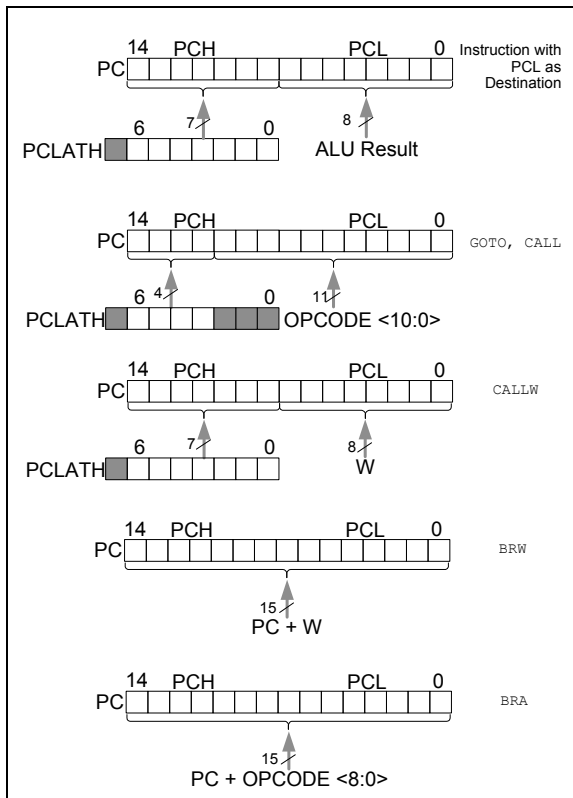 14 PCH PCL 0
PC
Instruction with
PCL as
Destination
7
8
6 0
PCLATH
ALU Result
14 PCH PCL 0
PC
GOTO, CALL
4
11
6 0
PCLATH
OPCODE <10:0>
14 PCH PCL 0
PC
CALLW
7
8
6 0
PCLATH
W
14 PCH PCL 0
PC
BRW
15
PC + W
14 PCH PCL 0
PC
BRA
15
PC + OPCODE <8:0>